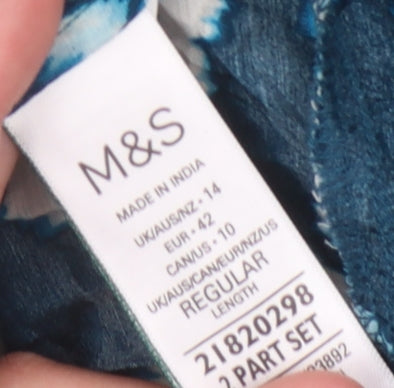 M&S
MADE IN INDIA
UK/AUS/NZ • 14
EUR • 42
CAN/US • 10
UK/AUS/CAN/EUR/NZ/US
REGULAR
LENGTH
21820298
2 PART SET